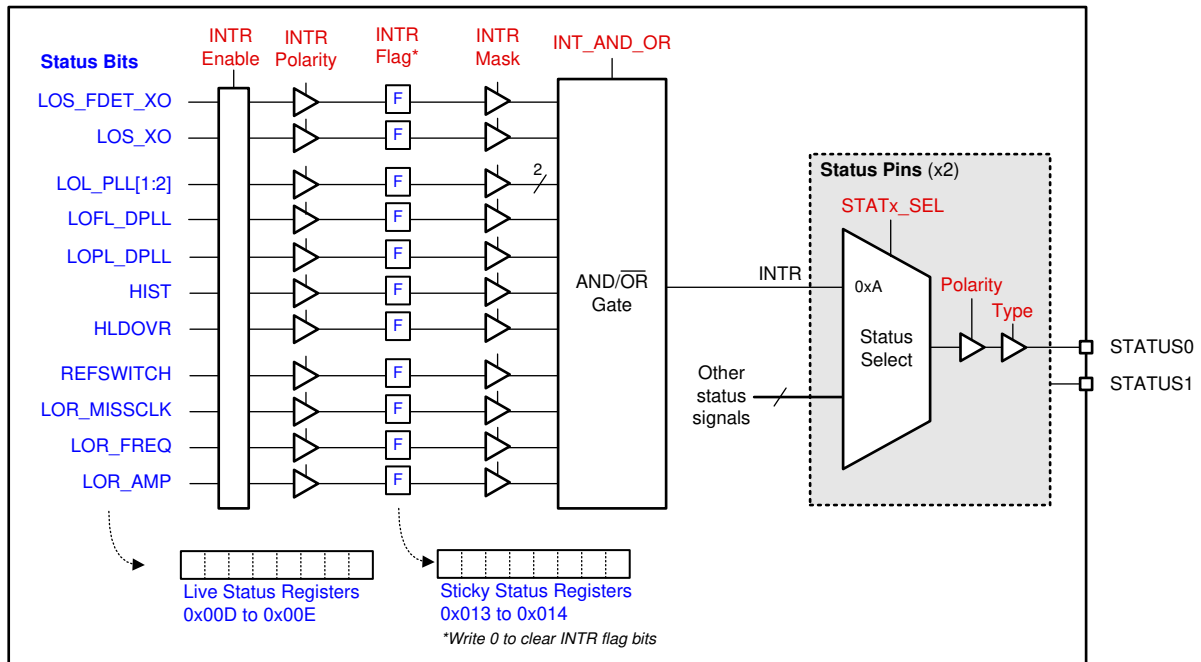 INTR
Enable
INTR
Polarity
INTR
Flag*
INTR
Mask
INT_AND_OR
Status Bits
LOS_FDET_XO
F
LOS_XO
F
LOL_PLL[1:2]
F
2
LOFL_DPLL
F
LOPL_DPLL
F
HIST
F
HLDOVR
F
REFSWITCH
F
LOR_MISSCLK
F
LOR_FREQ
F
LOR_AMP
F
AND/OR
Gate
INTR
Status Pins (x2)
STATx_SEL
0xA
Status
Select
Polarity
Type
Other
status
signals
STATUS0
STATUS1
Live Status Registers
0x00D to 0x00E
Sticky Status Registers
0x013 to 0x014
*Write 0 to clear INTR flag bits